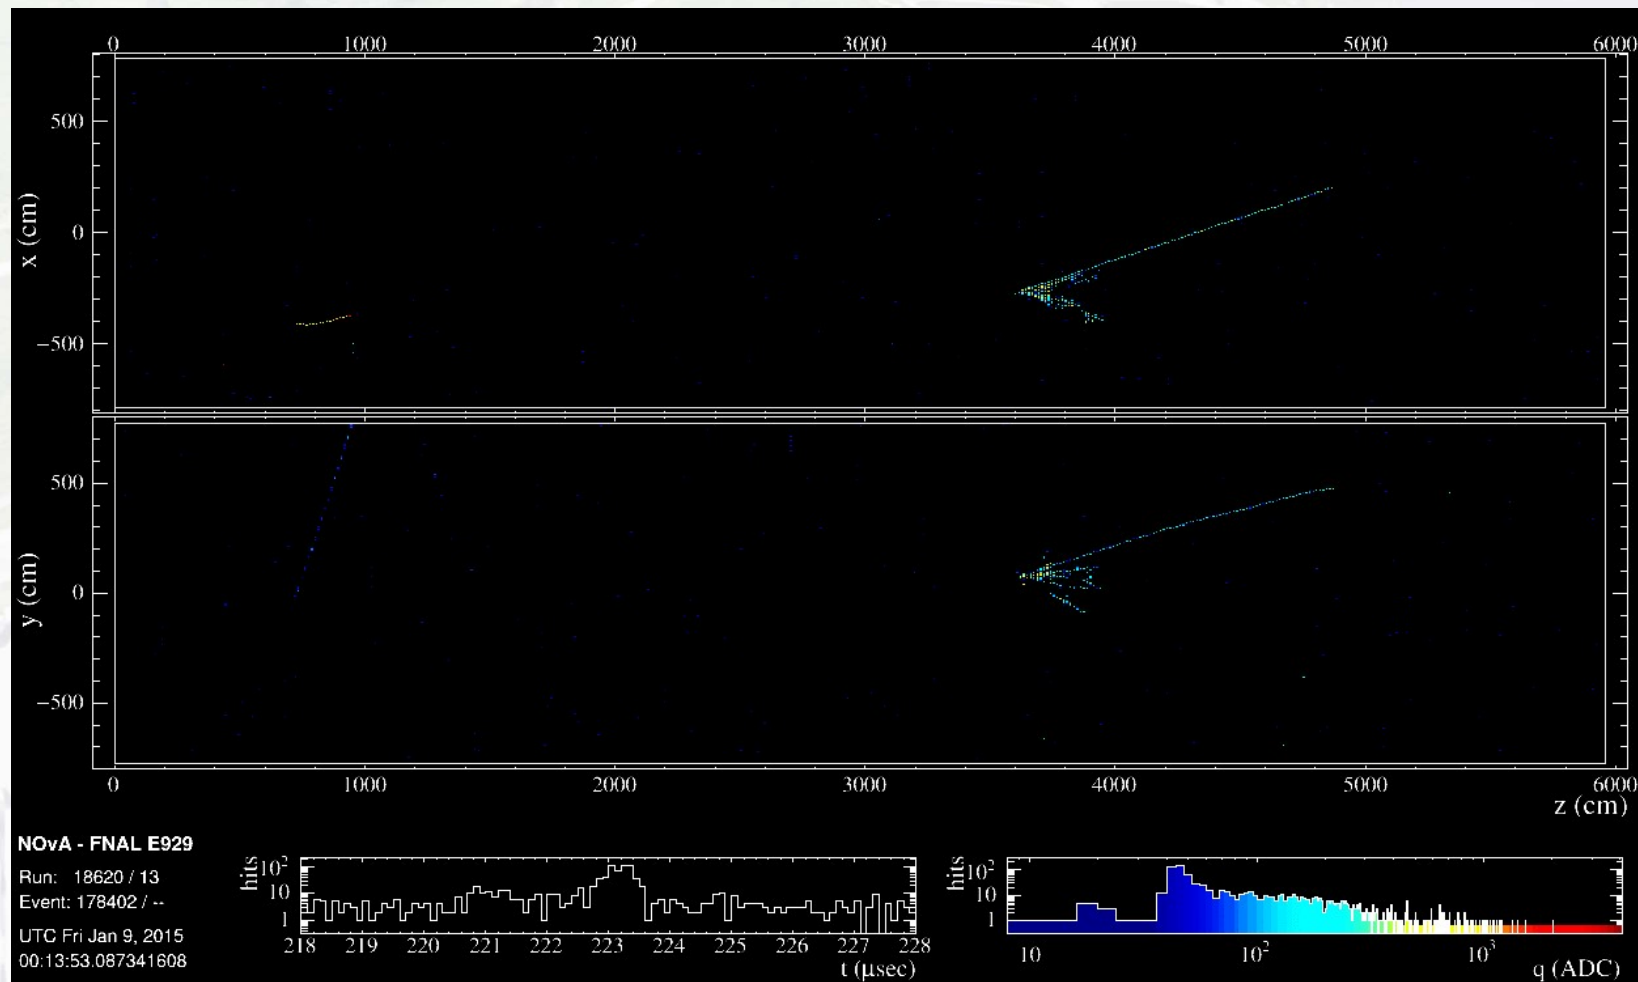 0 1000 2000 3000 4000 5000 6000
500
0
−500
x (cm)
500
0
−500
y (cm)
0 1000 2000 3000 4000 5000 6000
z (cm)
NOvA - FNAL E929
Run: 18620 / 13
Event: 178402 / --
UTC Fri Jan 9, 2015
00:13:53.087341608
hits
10²
10
1
218 219 220 221 222 223 224 225 226 227 228
t (μsec)
hits
10²
10
1
10 10² 10³
q (ADC)